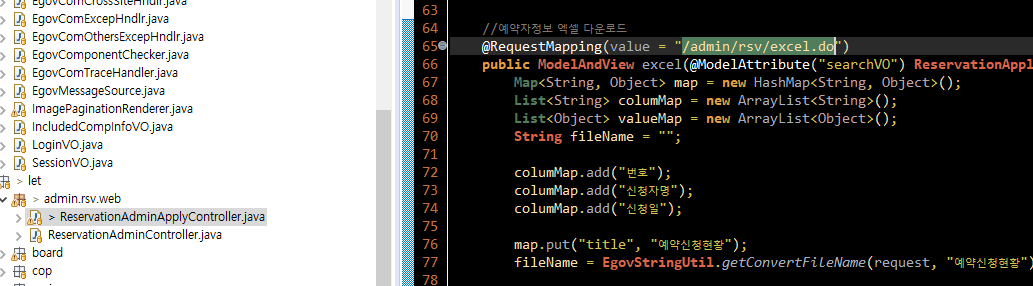 EgovComCrossSiteHndlr.java
EgovComExcepHndlr.java
EgovComOthersExcepHndlr.java
EgovComponentChecker.java
EgovComTraceHandler.java
EgovMessageSource.java
ImagePaginationRenderer.java
IncludedCompInfoVO.java
LoginVO.java
SessionVO.java
> let
> admin.rsv.web
> ReservationAdminApplyController.java
ReservationAdminController.java
board
cop
63
64 //예약자정보 엑셀 다운로드
65 @RequestMapping(value = "/admin/rsv/excel.do")
66 public ModelAndView excel(@ModelAttribute("searchVO") ReservationAppl
67 Map<String, Object> map = new HashMap<String, Object>();
68 List<String> columMap = new ArrayList<String>();
69 List<Object> valueMap = new ArrayList<Object>();
70 String fileName = "";
71
72 columMap.add("번호");
73 columMap.add("신청자명");
74 columMap.add("신청일");
75
76 map.put("title", "예약신청현황");
77 fileName = EgovStringUtil.getConvertFileName(request, "예약신청현황"
78